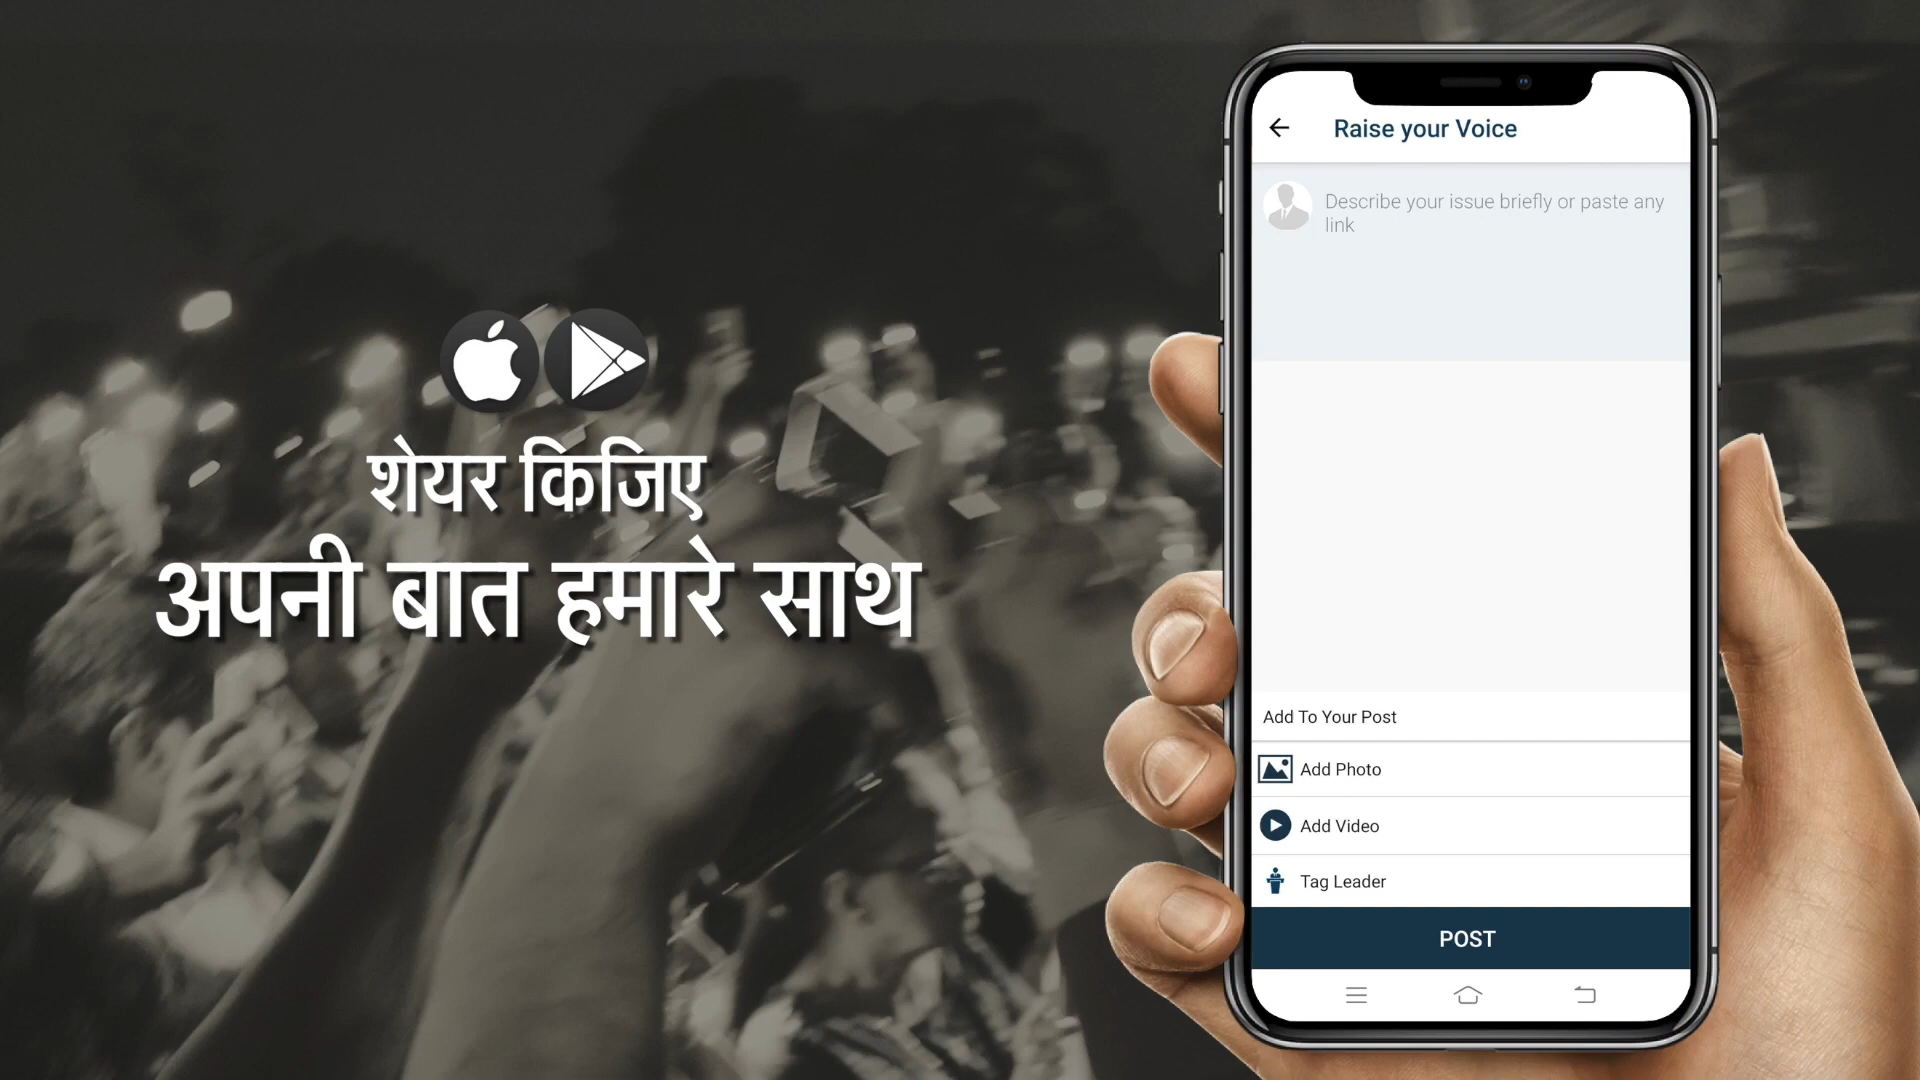 शेयर किजिए
अपनी बात हमारे साथ
Raise your Voice
Describe your issue briefly or paste any
link
Add To Your Post
Add Photo
Add Video
Tag Leader
POST